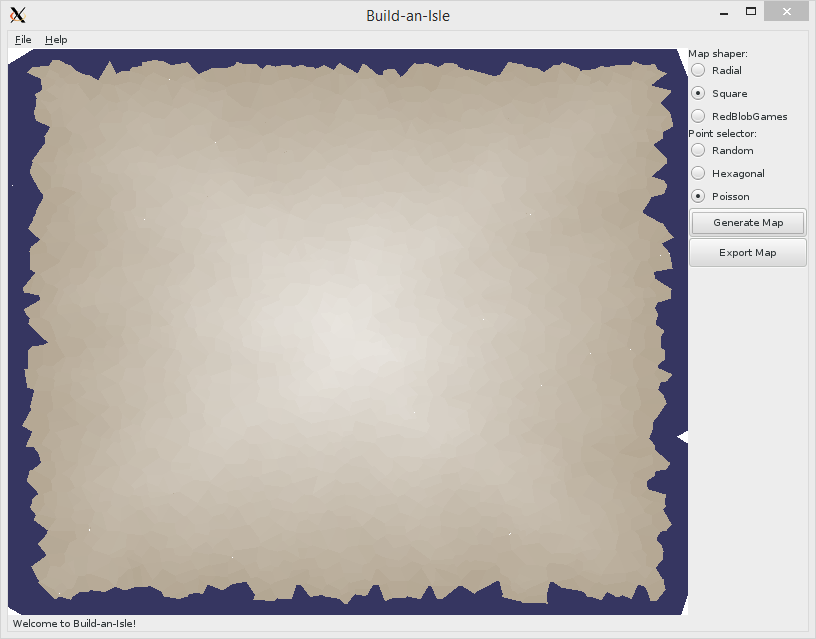 Build-an-Isle
File Help
Map shaper:
Radial
Square
RedBlobGames
Point selector:
Random
Hexagonal
Poisson
Generate Map
Export Map
Welcome to Build-an-Isle!